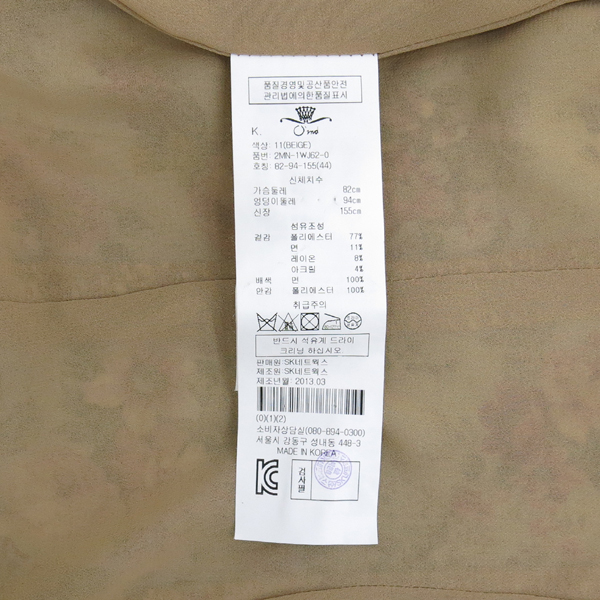 품질경영및공산품안전
관리법에의한품질표시
K.
O'2nd
색상: 11(BEIGE)
품번: 2MN-1WJ62-0
호칭: 82-94-155(44)
신체치수
가슴둘레 82cm
엉덩이둘레 94cm
신장 155cm
섬유조성
겉감 폴리에스터 77%
면 11%
레이온 8%
아크릴 4%
배색 면 100%
안감 폴리에스터 100%
취급주의
반드시 석유계 드라이
크리닝 하십시오
판매원 SK네트웍스
제조원 SK네트웍스
제조년월 2013.03
(0)(1)(2)
소비자상담실(080-894-0300)
서울시 강동구 성내동 448-3
MADE IN KOREA
검사필